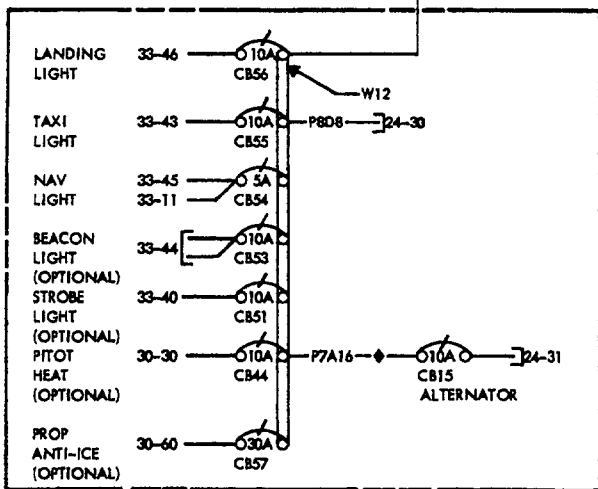 LANDING 33-46 10A
LIGHT CB56
W12
TAXI 33-43 10A P8D8 24-30
LIGHT CB55
NAV 33-45 5A
LIGHT 33-11 CB54
BEACON 10A
LIGHT 33-44 CB53
(OPTIONAL)
STROBE 33-40 10A
LIGHT CB51
(OPTIONAL)
PITOT 30-30 10A P7A16 10A 24-31
HEAT CB44 CB15
(OPTIONAL) ALTERNATOR
PROP
ANTI-ICE 30-60 30A
(OPTIONAL) CB57